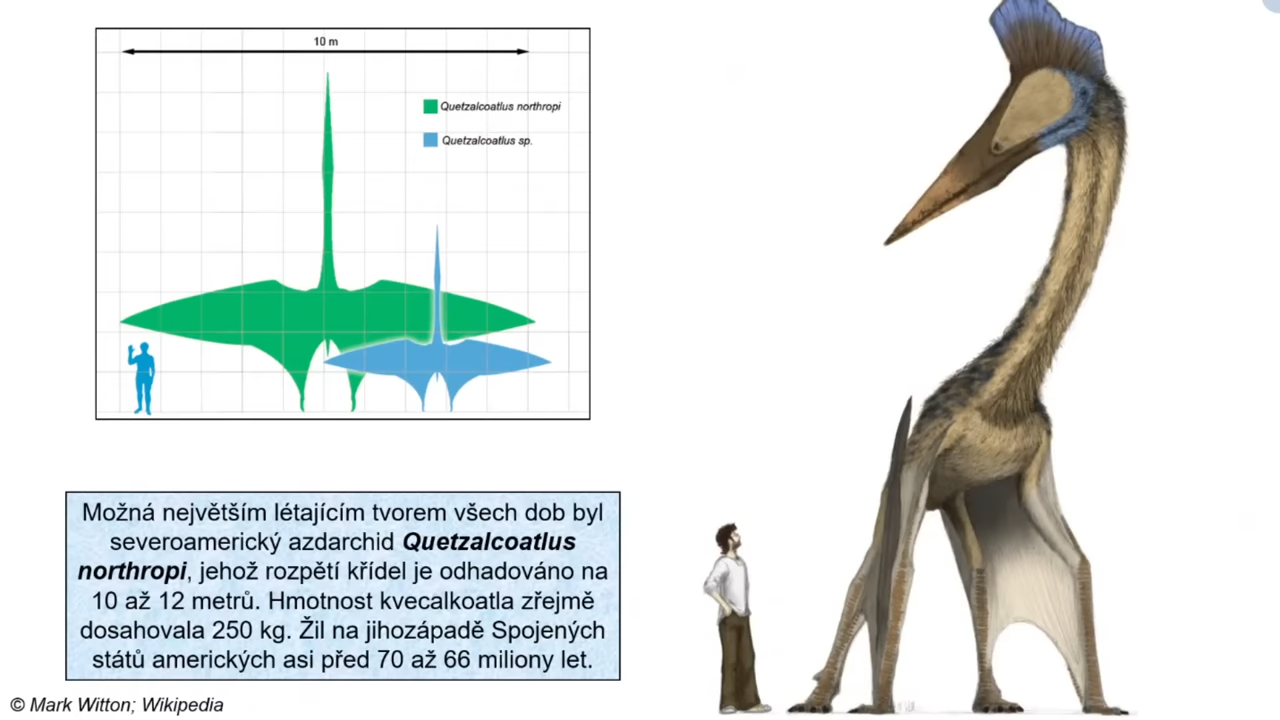 10 m
Quetzalcoatlus northropi
Quetzalcoatlus sp.
Možná největším létajícím tvorem všech dob byl
severoamerický azdarchid Quetzalcoatlus
northropi, jehož rozpětí křídel je odhadováno na
10 až 12 metrů. Hmotnost kvecalkoatla zřejmě
dosahovala 250 kg. Žil na jihozápadě Spojených
států amerických asi před 70 až 66 miliony let.
© Mark Witton; Wikipedia